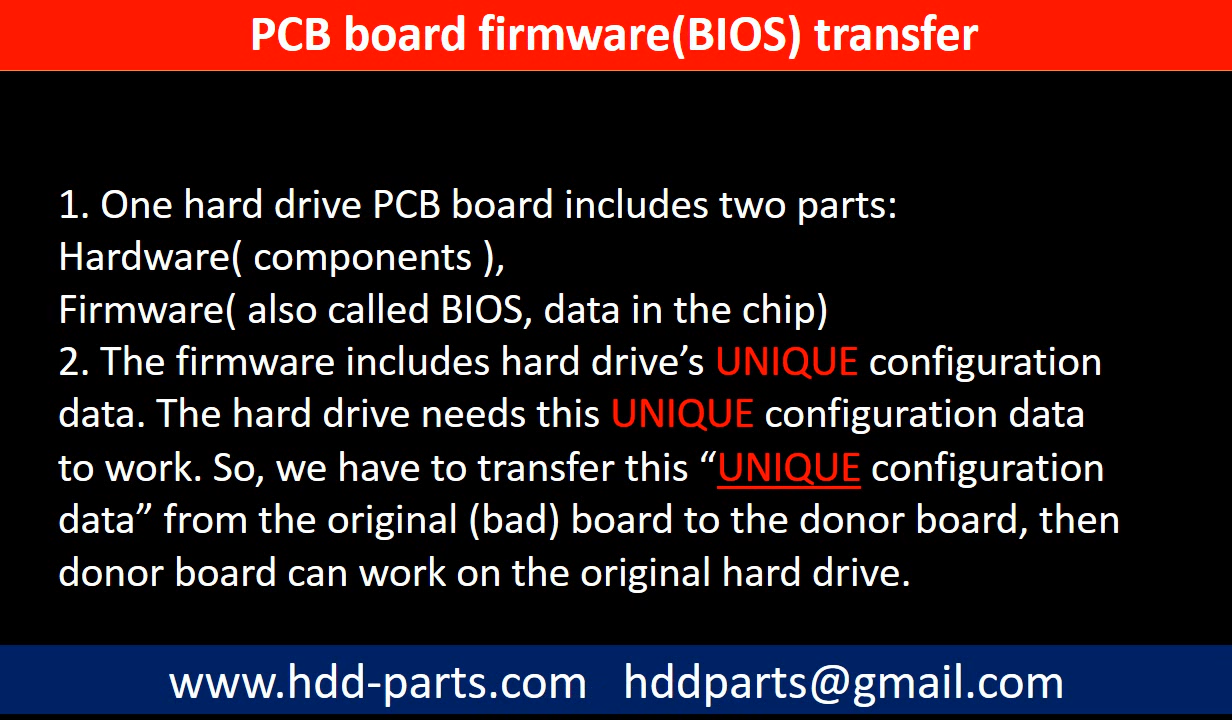 PCB board firmware(BIOS) transfer
1. One hard drive PCB board includes two parts:
Hardware( components ),
Firmware( also called BIOS, data in the chip)
2. The firmware includes hard drive’s UNIQUE configuration
data. The hard drive needs this UNIQUE configuration data
to work. So, we have to transfer this “UNIQUE configuration
data” from the original (bad) board to the donor board, then
donor board can work on the original hard drive.
www.hdd-parts.com hddparts@gmail.com